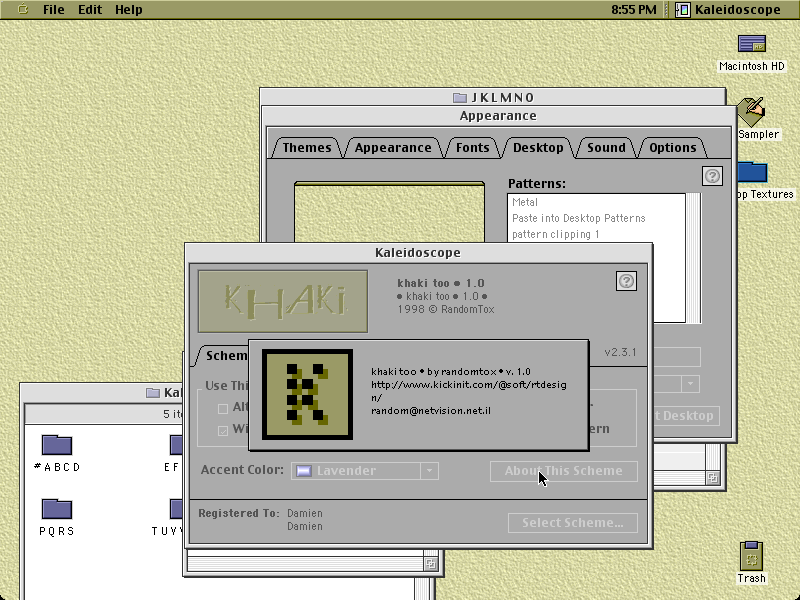 File Edit Help
8:55 PM Kaleidoscope
Macintosh HD
Sampler
op Textures
Trash
JKLMNO
Appearance
Themes Appearance Fonts Desktop Sound Options
Patterns:
Metal
Paste into Desktop Patterns
pattern clipping 1
t Desktop
Kaleidoscope
KHAKi
khaki too • 1.0
• khaki too • 1.0 •
1998 © RandomTox
v2.3.1
Schem
Use Thi
Alt
Wi
ern
khaki too • by randomtox • v. 1.0
http://www.kickinit.com/@soft/rtdesig
n/
random@netvision.net.il
Accent Color: Lavender
About This Scheme
Registered To: Damien
Damien
Select Scheme...
Kal
5 ite
#ABCD
EF
PQRS
TUV